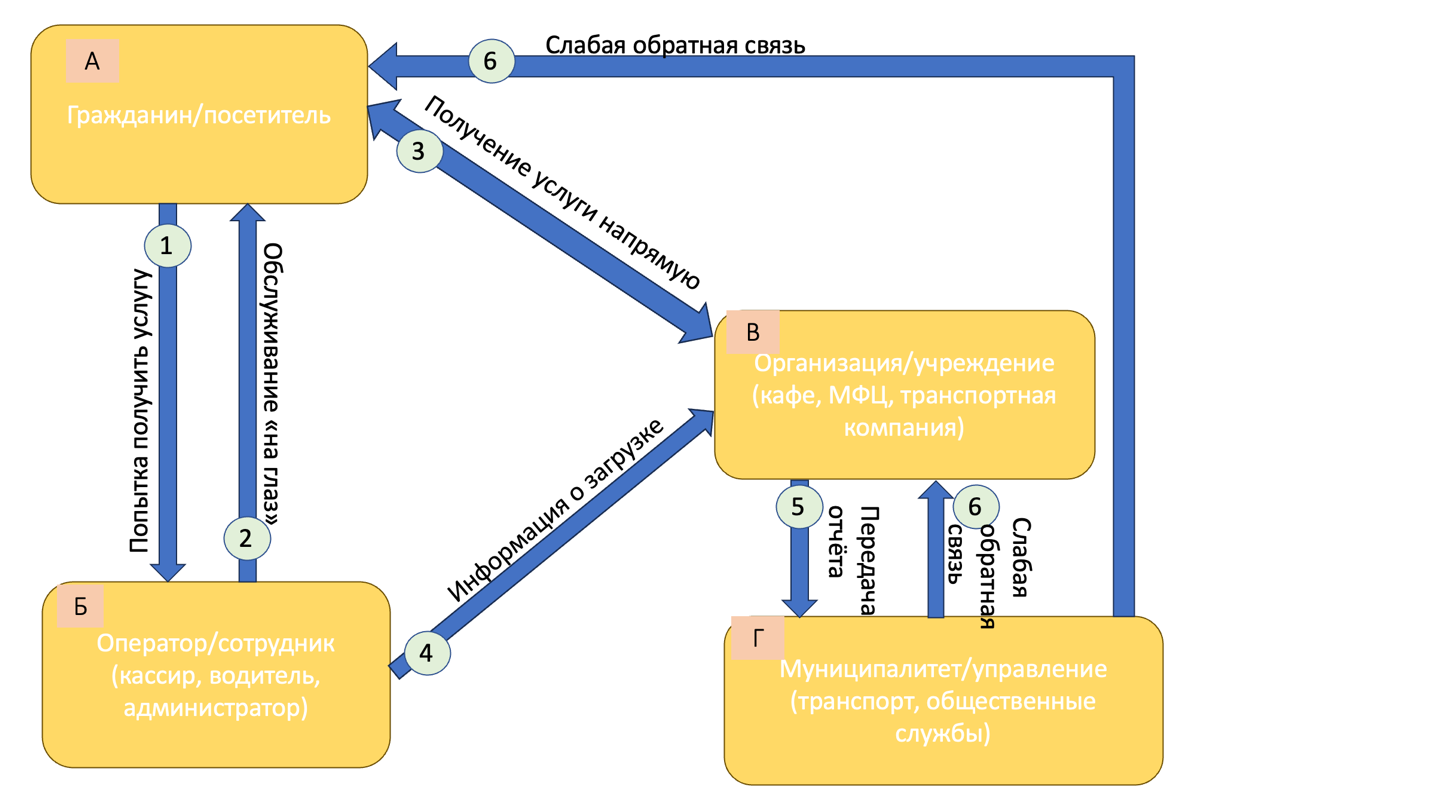 А
Гражданин/посетитель
6
Слабая обратная связь
3
Получение услуги напрямую
1
Попытка получить услугу
2
Обслуживание «на глаз»
В
Организация/учреждение
(кафе, МФЦ, транспортная
компания)
4
Информация о загрузке
5
Передача
отчёта
6
Слабая
обратная
связь
Б
Оператор/сотрудник
(кассир, водитель,
администратор)
Г
Муниципалитет/управление
(транспорт, общественные
службы)